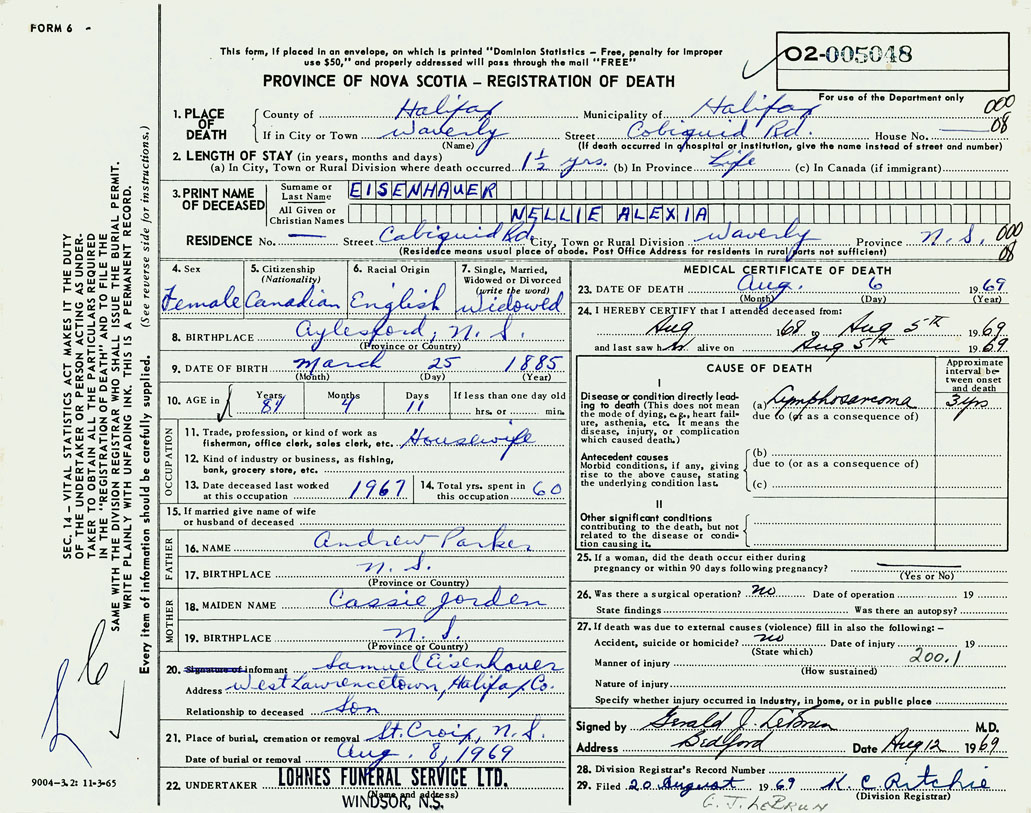 FORM 6 -
This form, if placed in an envelope, on which is printed "Dominion Statistics – Free, penalty for improper
use $50," and properly addressed will pass through the mail "FREE"
PROVINCE OF NOVA SCOTIA – REGISTRATION OF DEATH
O2-005048
For use of the Department only
000
08
1. PLACE OF DEATH
County of Halifax Municipality of Halifax
If in City or Town Waverly Street Cobiquid Rd. House No. —
(Name) (If death occurred in a hospital or institution, give the name instead of street and number)
2. LENGTH OF STAY (in years, months and days)
(a) In City, Town or Rural Division where death occurred 1 1/2 yrs. (b) In Province Life (c) In Canada (if immigrant)
3. PRINT NAME OF DECEASED
Surname or Last Name EISENHAUER
All Given or Christian Names NELLIE ALEXIA
RESIDENCE No. — Street Cobiquid Rd. City, Town or Rural Division Waverly Province N.S.
000
08
(Residence means usual place of abode. Post Office Address for residents in rural parts not sufficient)
4. Sex
Female
5. Citizenship (Nationality)
Canadian
6. Racial Origin
English
7. Single, Married, Widowed or Divorced (write the word)
Widowed
8. BIRTHPLACE Aylesford, N.S.
(Province or Country)
9. DATE OF BIRTH March 25 1885
(Month) (Day) (Year)
10. AGE in Years 84 Months 4 Days 11 If less than one day old
hrs. or min.
OCCUPATION
11. Trade, profession, or kind of work as
fisherman, office clerk, sales clerk, etc. Housewife
12. Kind of industry or business, as fishing,
bank, grocery store, etc.
13. Date deceased last worked
at this occupation 1967
14. Total yrs. spent in
this occupation 60
15. If married give name of wife
or husband of deceased
FATHER
16. NAME Andrew Parker
17. BIRTHPLACE N.S.
(Province or Country)
MOTHER
18. MAIDEN NAME Cassie Jorden
19. BIRTHPLACE N.S.
(Province or Country)
20. Signature of informant Samuel Eisenhauer
Address West Lawrencetown, Halifax Co.
Relationship to deceased Son
21. Place of burial, cremation or removal St. Croix, N.S.
Date of burial or removal Aug. 8, 1969
22. UNDERTAKER LOHNES FUNERAL SERVICE LTD.
(Name and address)
WINDSOR, N.S.
MEDICAL CERTIFICATE OF DEATH
23. DATE OF DEATH Aug. 6 1969
(Month) (Day) (Year)
24. I HEREBY CERTIFY that I attended deceased from:
Aug 1968 to Aug 5th 1969
and last saw her alive on Aug 5th 1969
CAUSE OF DEATH
Approximate interval between onset and death
I
Disease or condition directly leading
to death (This does not mean
the mode of dying, e.g., heart failure,
asthenia, etc. It means the
disease, injury, or complication
which caused death.)
(a) Lymphosarcoma 3 yrs
due to (or as a consequence of)
Antecedent causes
Morbid conditions, if any, giving
rise to the above cause, stating
the underlying condition last.
(b)
due to (or as a consequence of)
(c)
II
Other significant conditions
contributing to the death, but not
related to the disease or condition
causing it.
25. If a woman, did the death occur either during
pregnancy or within 90 days following pregnancy? —
(Yes or No)
26. Was there a surgical operation? no Date of operation 19
State findings Was there an autopsy?
27. If death was due to external causes (violence) fill in also the following: –
Accident, suicide or homicide? no Date of injury 19
(State which)
Manner of injury 200.1
(How sustained)
Nature of injury
Specify whether injury occurred in industry, in home, or in public place
Signed by Gerald J. LeBrun M.D.
Address Bedford Date Aug 12 1969
28. Division Registrar's Record Number
29. Filed 20 August 1969 K. C. Ritchie
(Division Registrar)
G. J. LeBRUN
SEC. 14 – VITAL STATISTICS ACT MAKES IT THE DUTY
OF THE UNDERTAKER OR PERSON ACTING AS UNDER-
TAKER TO OBTAIN ALL THE PARTICULARS REQUIRED
IN THE "REGISTRATION OF DEATH" AND TO FILE THE
SAME WITH THE DIVISION REGISTRAR WHO SHALL ISSUE THE BURIAL PERMIT.
WRITE PLAINLY WITH UNFADING INK. THIS IS A PERMANENT RECORD.
Every item of information should be carefully supplied. (See reverse side for instructions.)
9004-3.2: 11-3-65